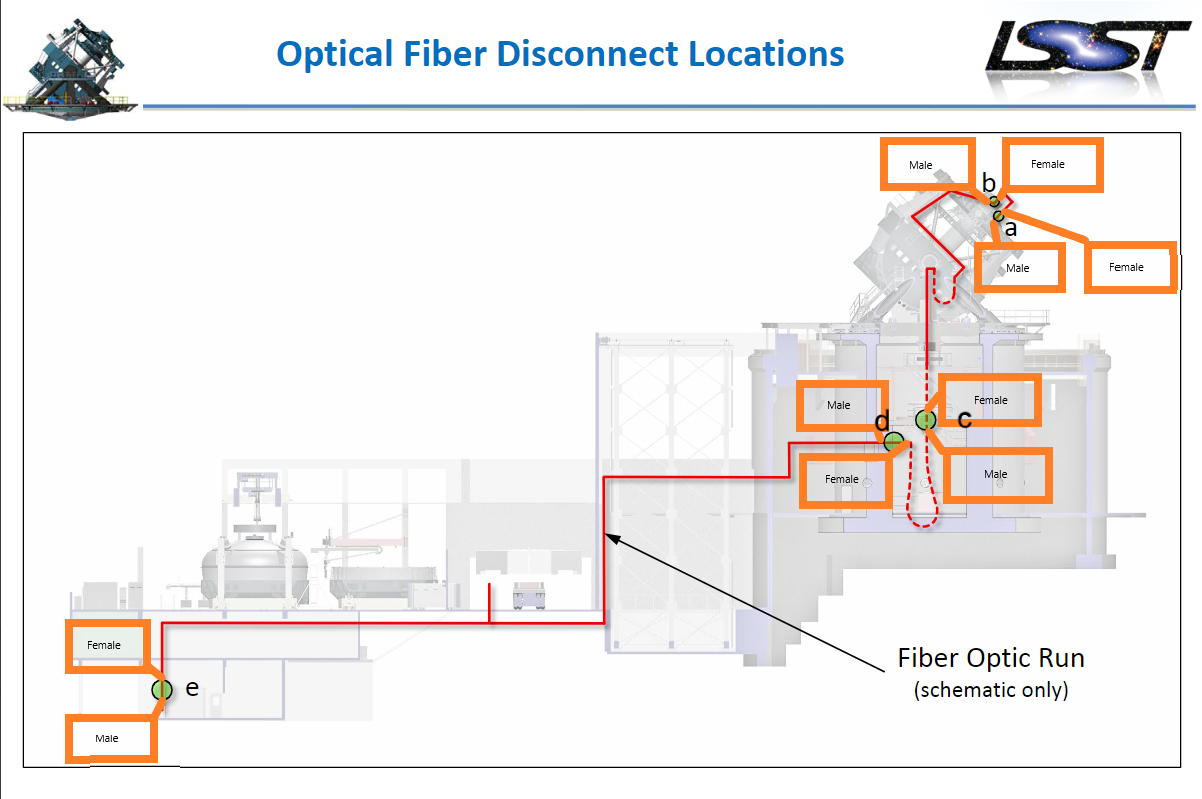 Optical Fiber Disconnect Locations
LSST
Male
Female
b
a
Male
Female
Male
Female
d
c
Female
Male
Fiber Optic Run
(schematic only)
Female
e
Male